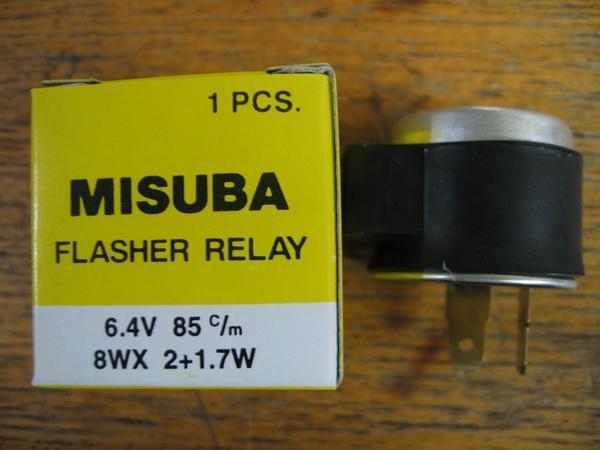 1 PCS.
MISUBA
FLASHER RELAY
6.4V 85 C/m
8WX 2+1.7W